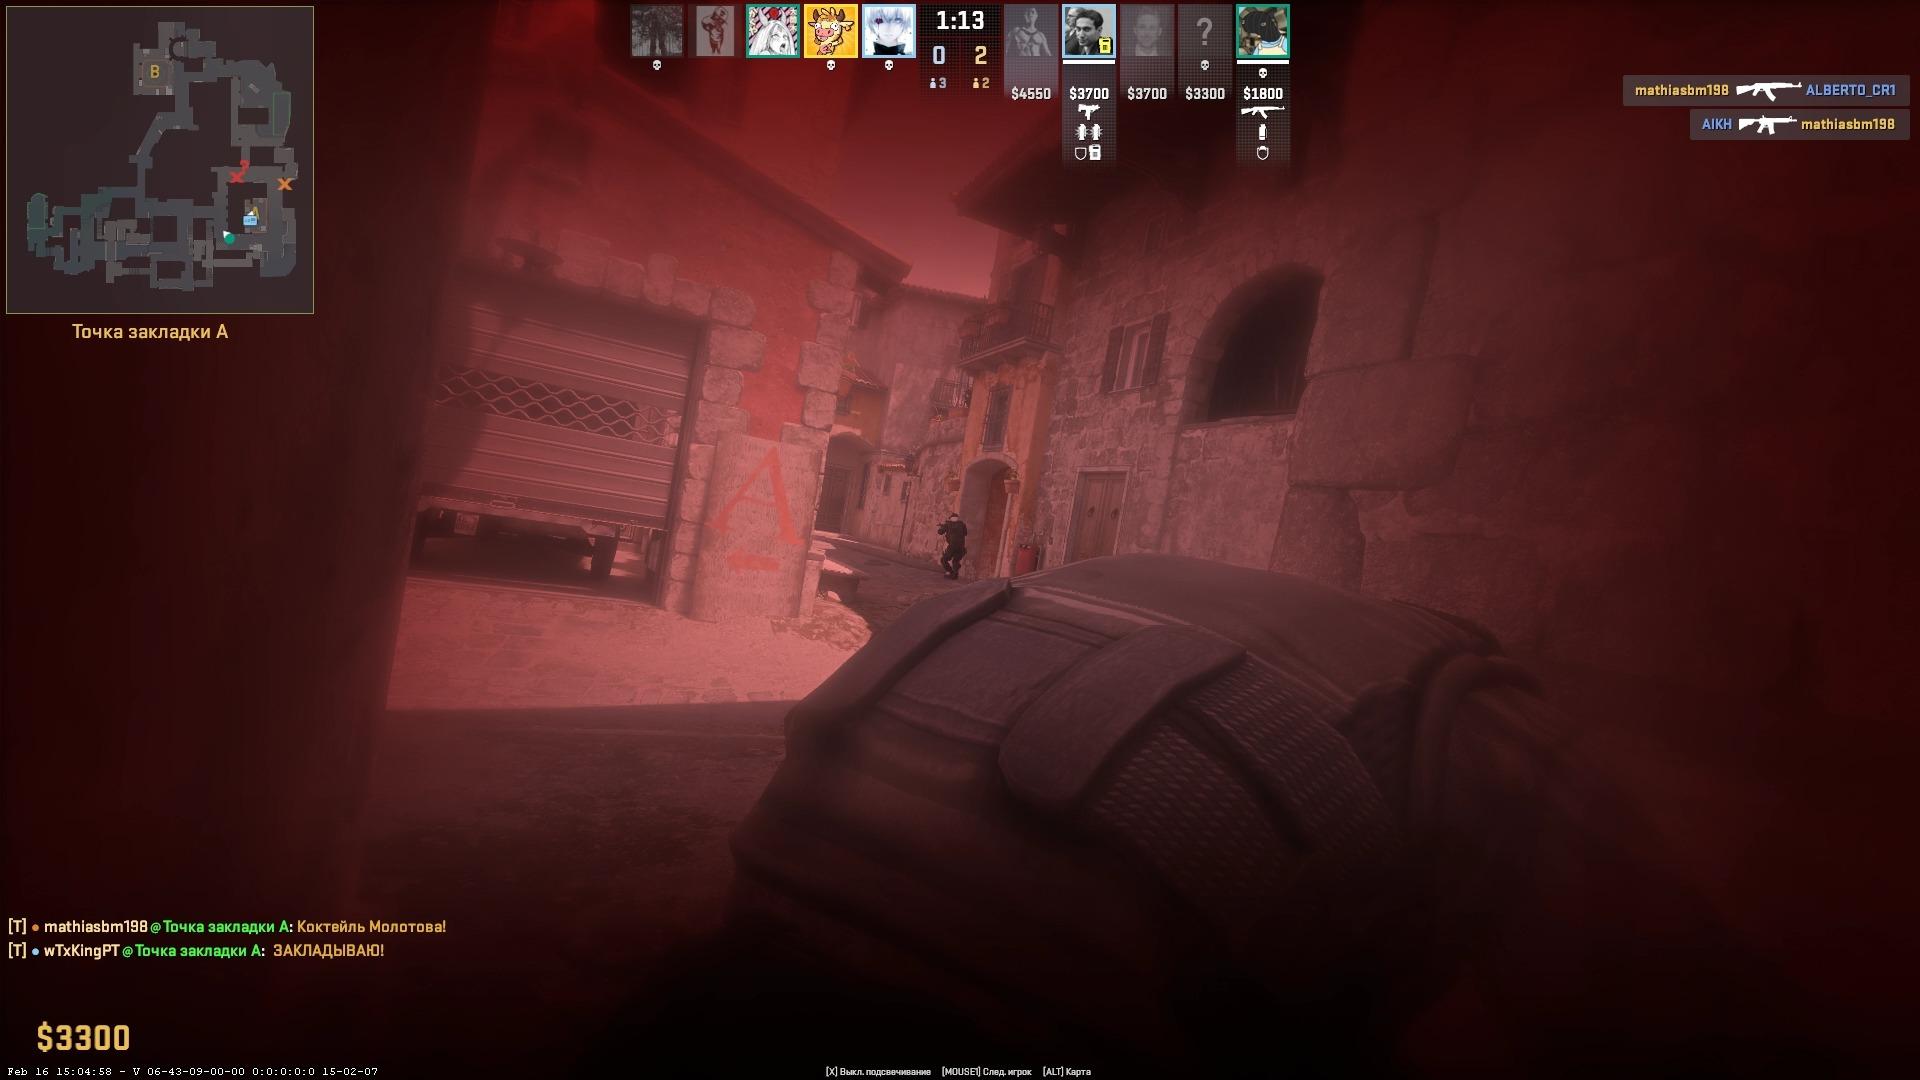 B
Точка закладки A
1:13
0 2
3 2
$4550 $3700 $3700 $3300 $1800
mathiasbm198 ALBERTO_CR1
AIKH mathiasbm198
A
[T] ● mathiasbm198@Точка закладки A: Коктейль Молотова!
[T] ● wTxKingPT@Точка закладки A: ЗАКЛАДЫВАЮ!
$3300
Feb 16 15:04:58 - V 06-43-09-00-00 0:0:0:0:0 15-02-07
[X] Выкл. подсвечивание [MOUSE1] След. игрок [ALT] Карта